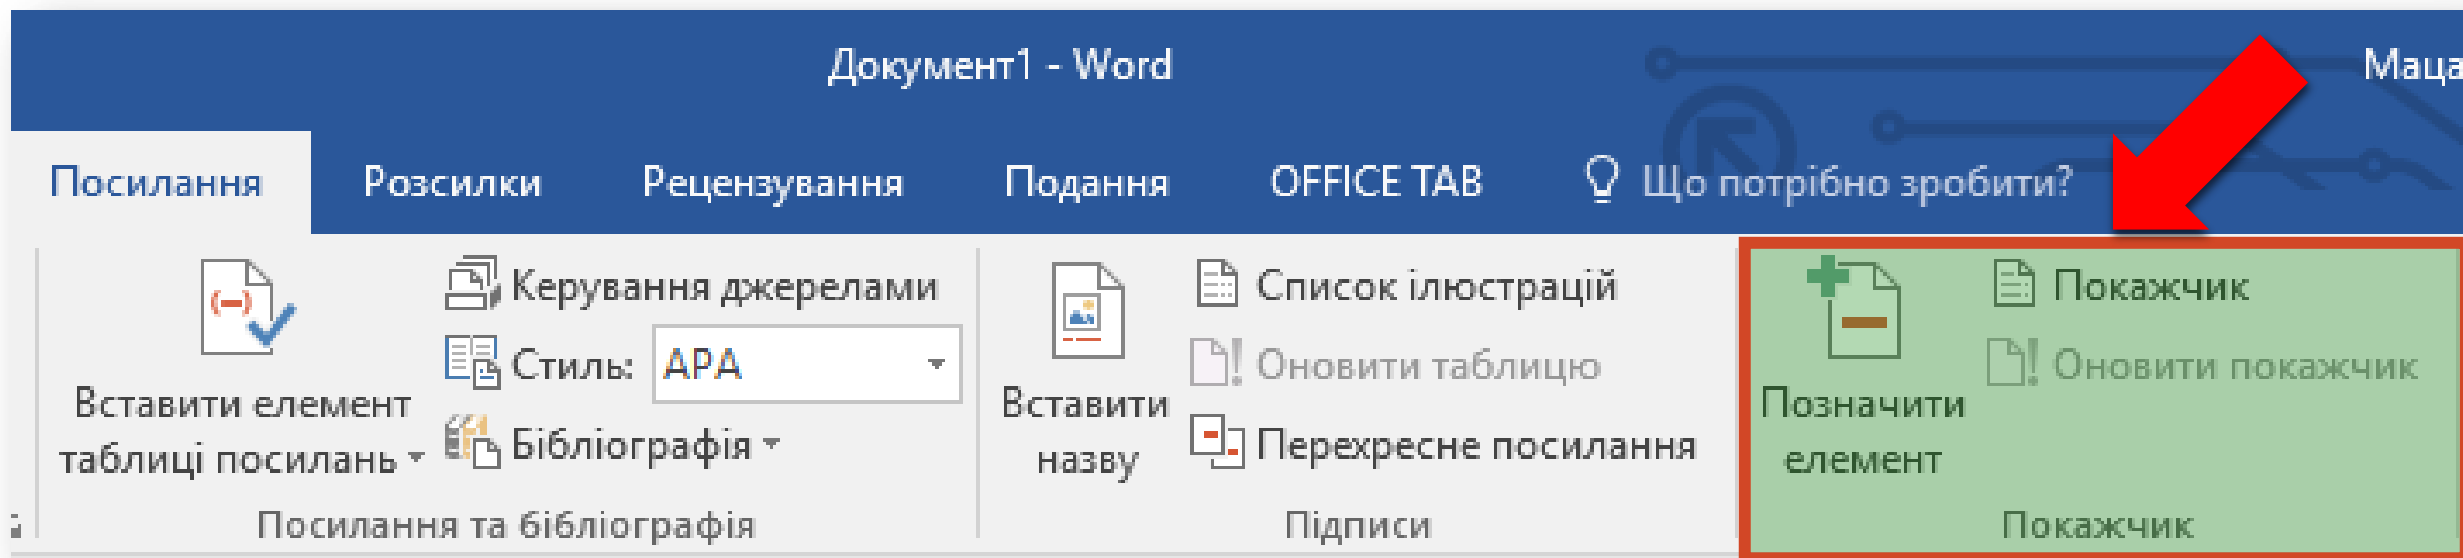 Документ1 - Word
Маца
Посилання Розсилки Рецензування Подання OFFICE TAB Що потрібно зробити?
Вставити елемент
таблиці посилань
Керування джерелами
Стиль: APA
Бібліографія
Посилання та бібліографія
Вставити
назву
Список ілюстрацій
Оновити таблицю
Перехресне посилання
Підписи
Позначити
елемент
Покажчик
Оновити покажчик
Покажчик